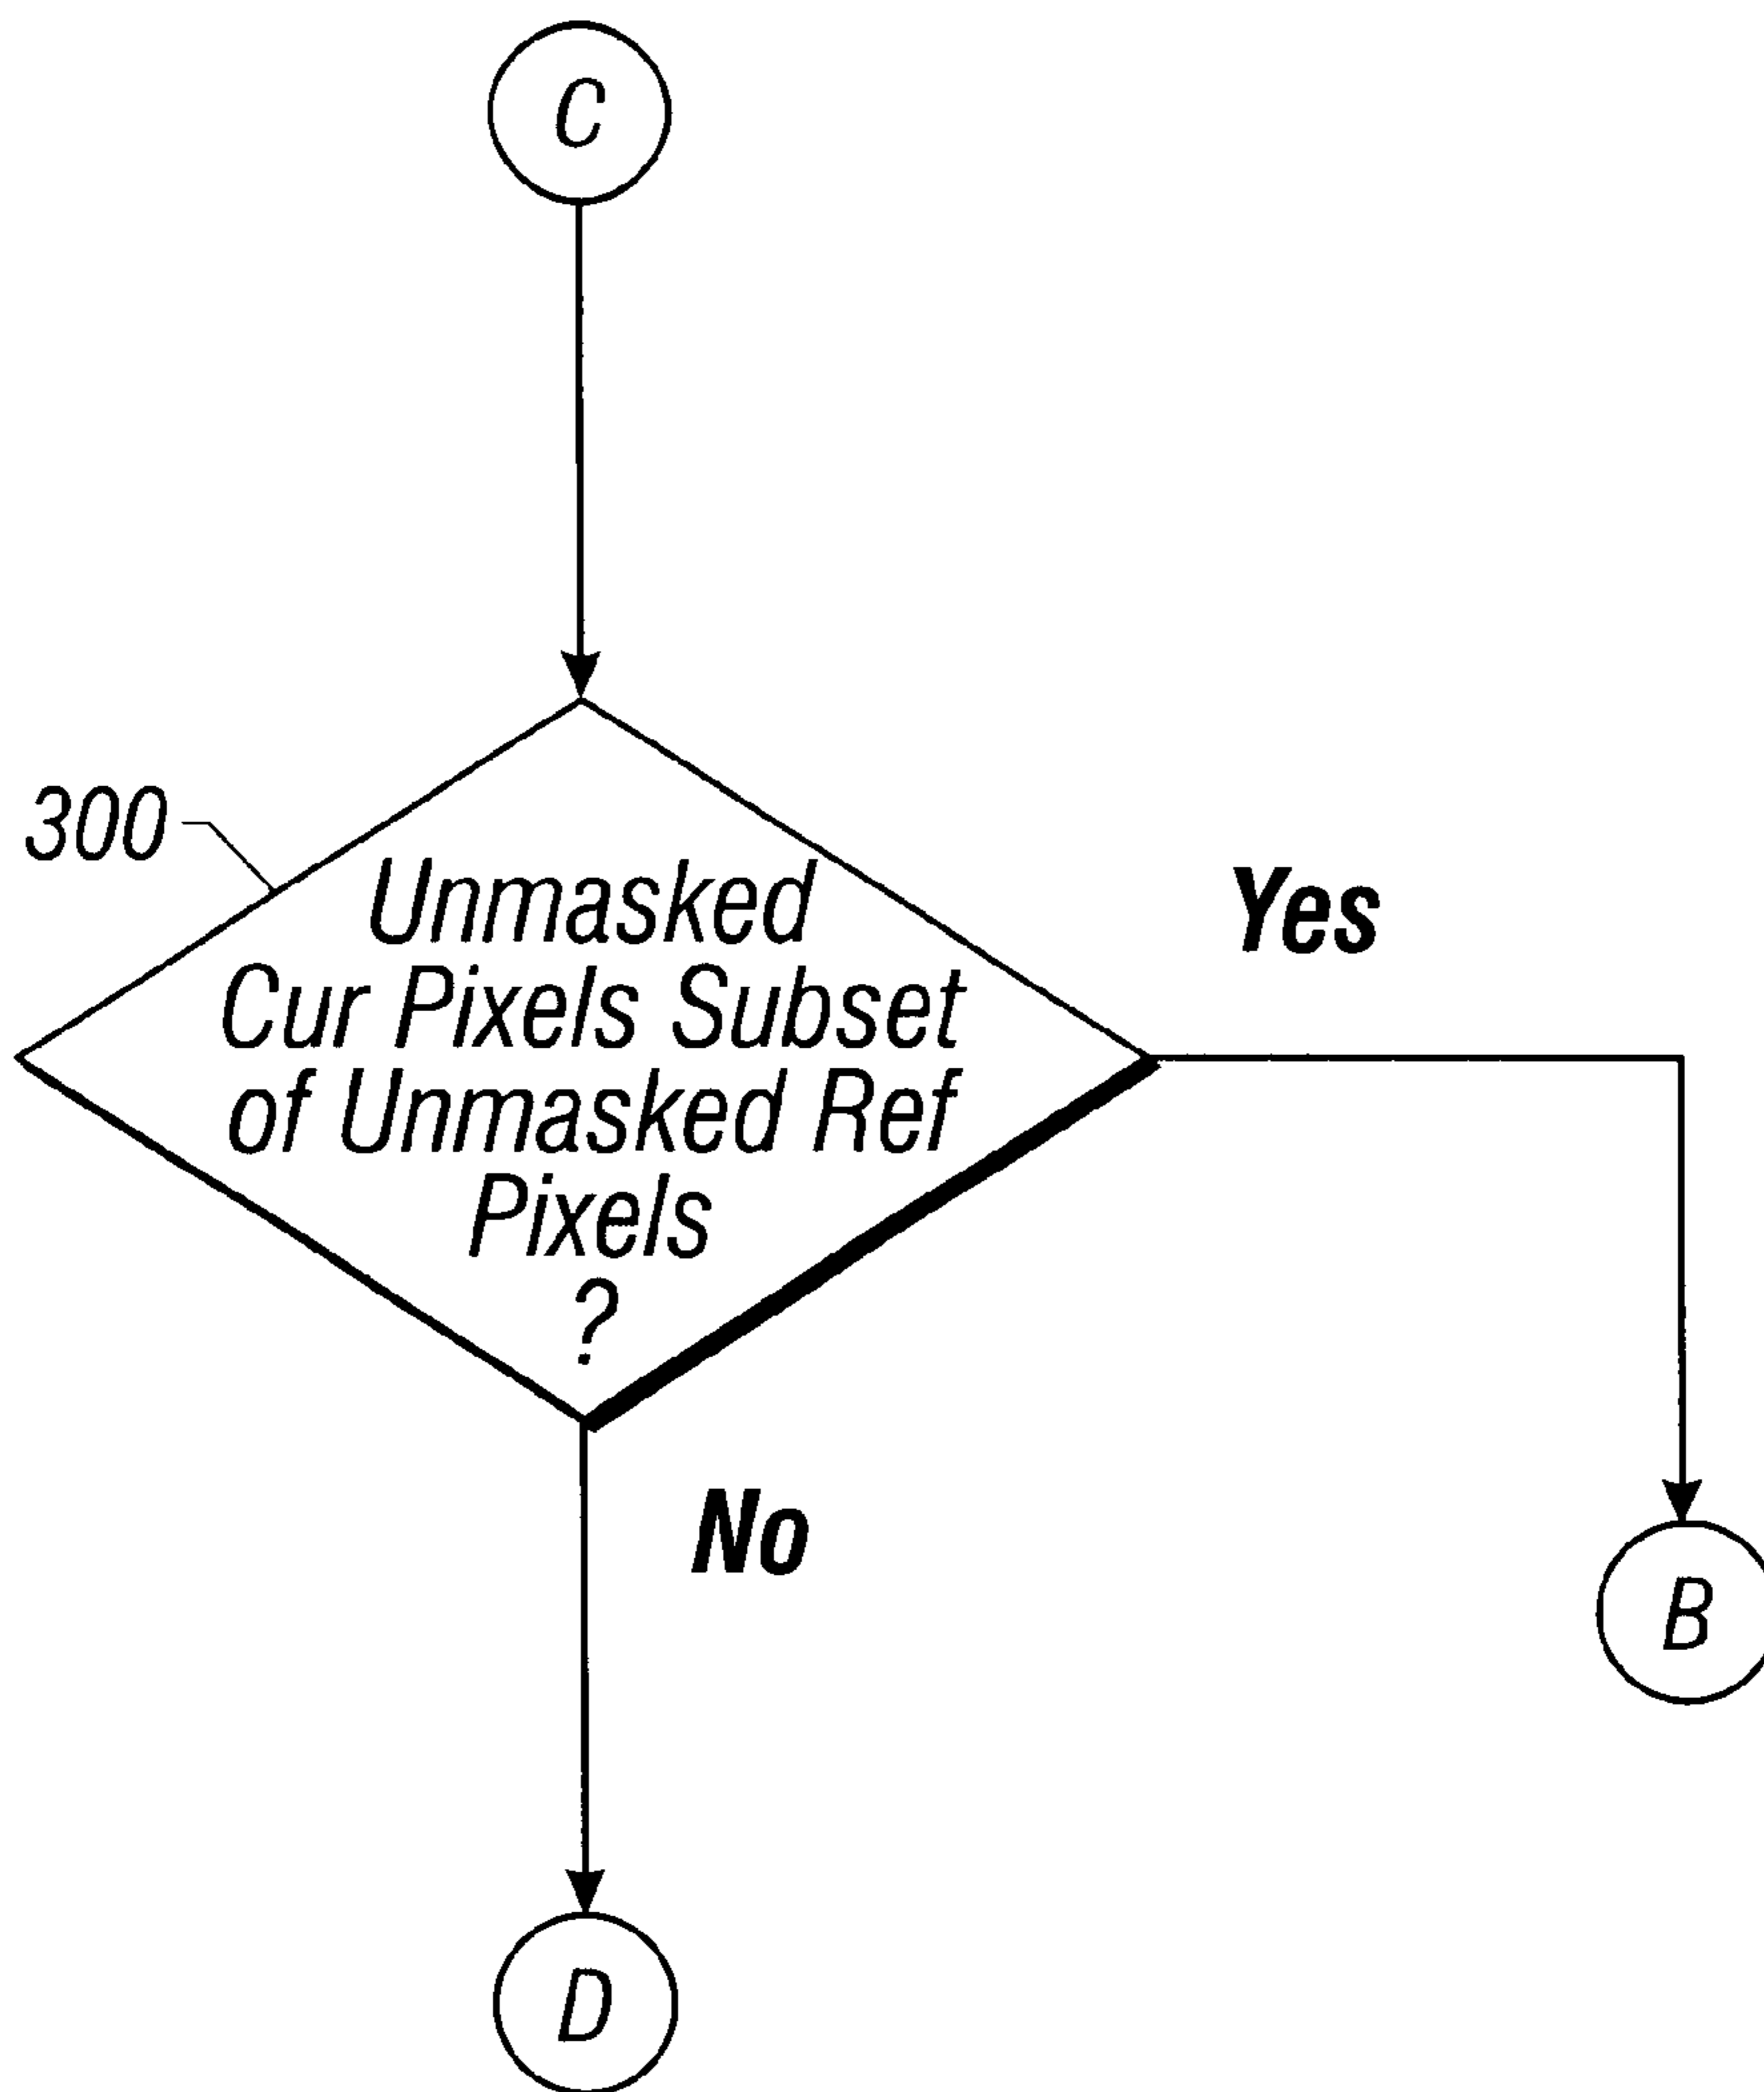 C
300
Unmasked
Cur Pixels Subset
of Unmasked Ref
Pixels
?
Yes
No
B
D